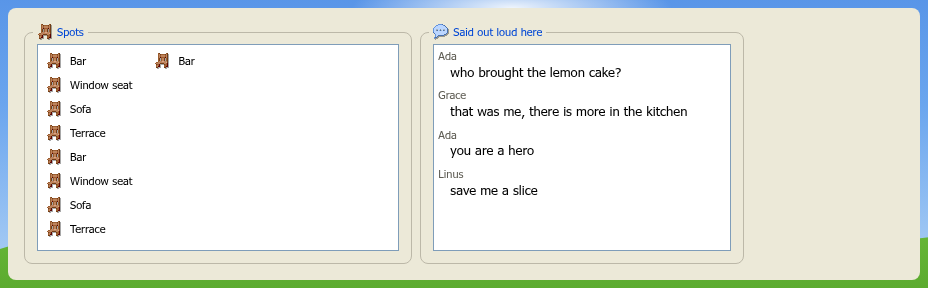 Spots
Bar
Window seat
Sofa
Terrace
Bar
Window seat
Sofa
Terrace
Bar
Said out loud here
Ada
who brought the lemon cake?
Grace
that was me, there is more in the kitchen
Ada
you are a hero
Linus
save me a slice